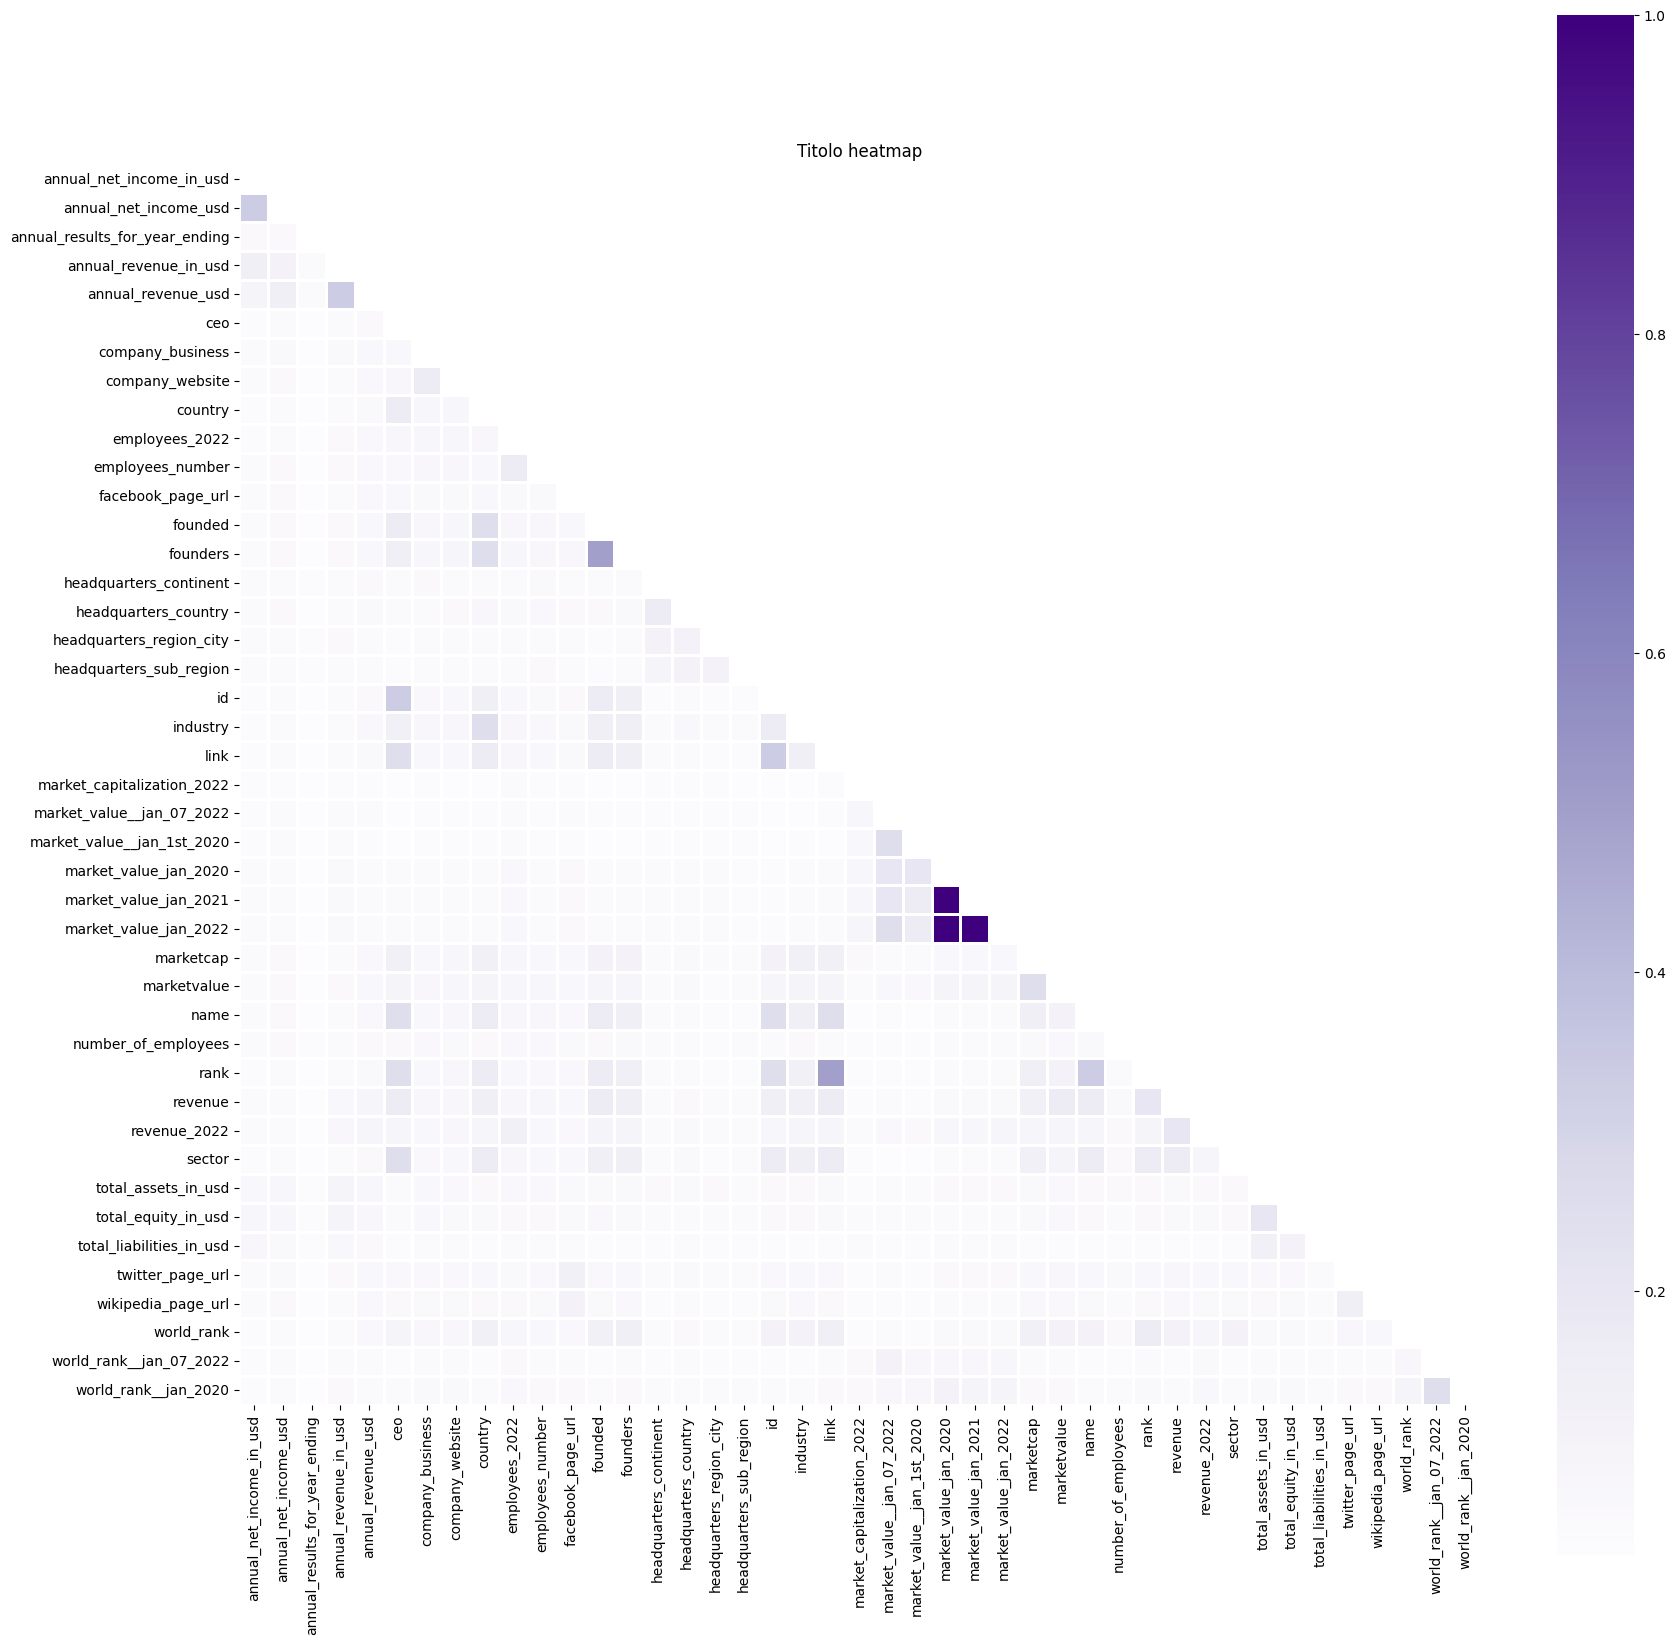 Titolo heatmap
annual_net_income_in_usd
annual_net_income_usd
annual_results_for_year_ending
annual_revenue_in_usd
annual_revenue_usd
ceo
company_business
company_website
country
employees_2022
employees_number
facebook_page_url
founded
founders
headquarters_continent
headquarters_country
headquarters_region_city
headquarters_sub_region
id
industry
link
market_capitalization_2022
market_value__jan_07_2022
market_value__jan_1st_2020
market_value_jan_2020
market_value_jan_2021
market_value_jan_2022
marketcap
marketvalue
name
number_of_employees
rank
revenue
revenue_2022
sector
total_assets_in_usd
total_equity_in_usd
total_liabilities_in_usd
twitter_page_url
wikipedia_page_url
world_rank
world_rank__jan_07_2022
world_rank__jan_2020
annual_net_income_in_usd
annual_net_income_usd
annual_results_for_year_ending
annual_revenue_in_usd
annual_revenue_usd
ceo
company_business
company_website
country
employees_2022
employees_number
facebook_page_url
founded
founders
headquarters_continent
headquarters_country
headquarters_region_city
headquarters_sub_region
id
industry
link
market_capitalization_2022
market_value__jan_07_2022
market_value__jan_1st_2020
market_value_jan_2020
market_value_jan_2021
market_value_jan_2022
marketcap
marketvalue
name
number_of_employees
rank
revenue
revenue_2022
sector
total_assets_in_usd
total_equity_in_usd
total_liabilities_in_usd
twitter_page_url
wikipedia_page_url
world_rank
world_rank__jan_07_2022
world_rank__jan_2020
1.0
0.8
0.6
0.4
0.2